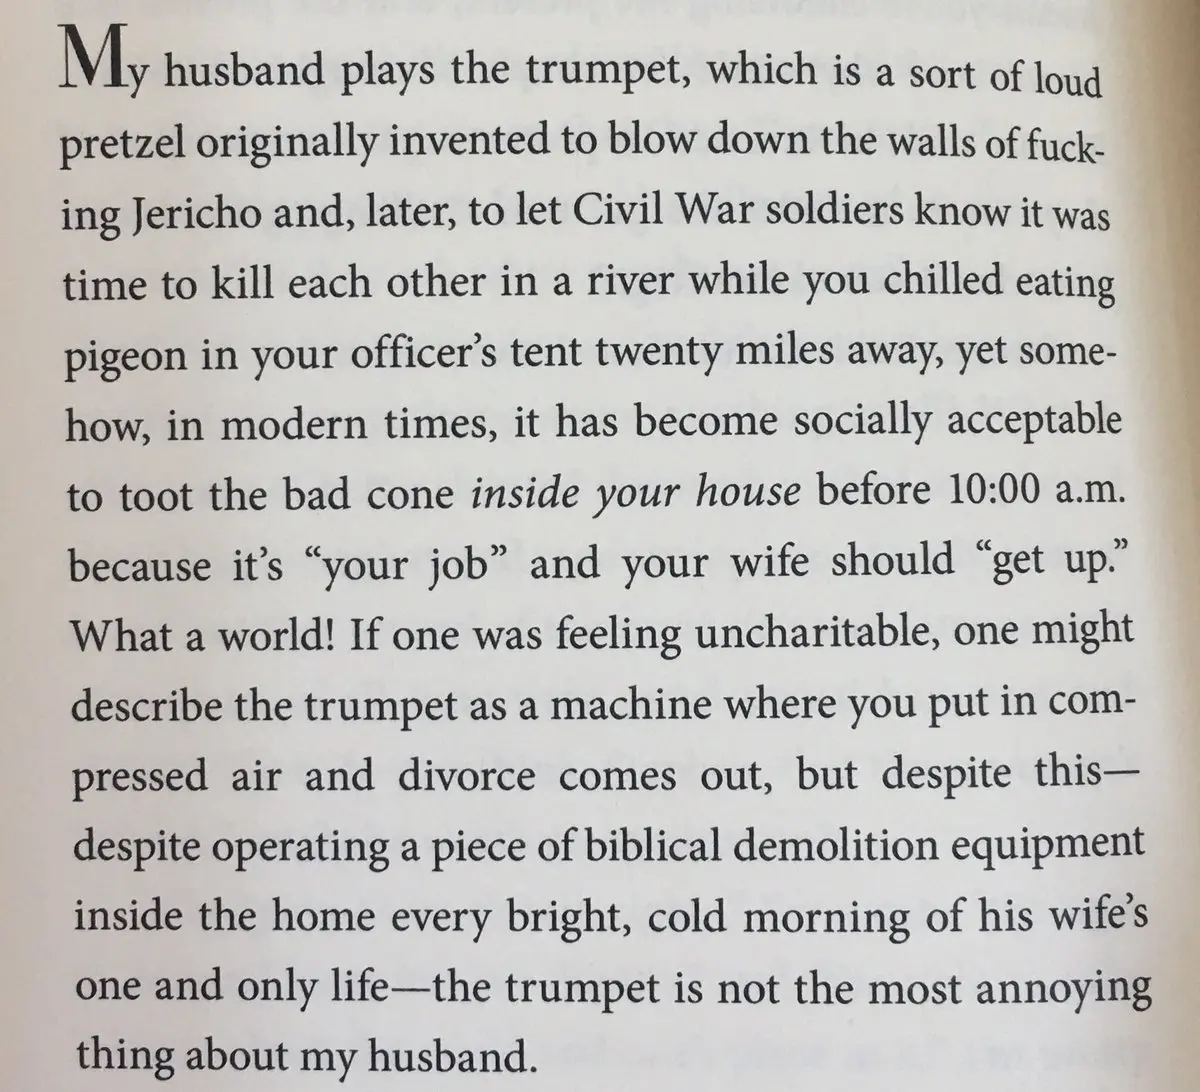 My husband plays the trumpet, which is a sort of loud
pretzel originally invented to blow down the walls of fuck-
ing Jericho and, later, to let Civil War soldiers know it was
time to kill each other in a river while you chilled eating
pigeon in your officer’s tent twenty miles away, yet some-
how, in modern times, it has become socially acceptable
to toot the bad cone inside your house before 10:00 a.m.
because it’s “your job” and your wife should “get up.”
What a world! If one was feeling uncharitable, one might
describe the trumpet as a machine where you put in com-
pressed air and divorce comes out, but despite this—
despite operating a piece of biblical demolition equipment
inside the home every bright, cold morning of his wife’s
one and only life—the trumpet is not the most annoying
thing about my husband.